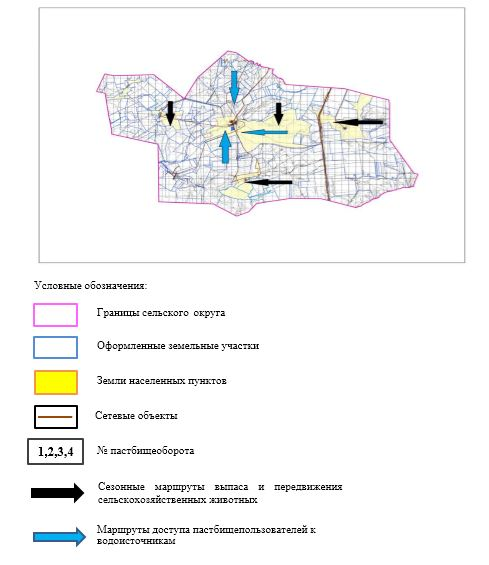 Условные обозначения:
Границы сельского округа
Оформленные земельные участки
Земли населенных пунктов
Сетевые объекты
1,2,3,4 № пастбищеоборота
Сезонные маршруты выпаса и передвижения
сельскохозяйственных животных
Маршруты доступа пастбищепользователей к
водоисточникам